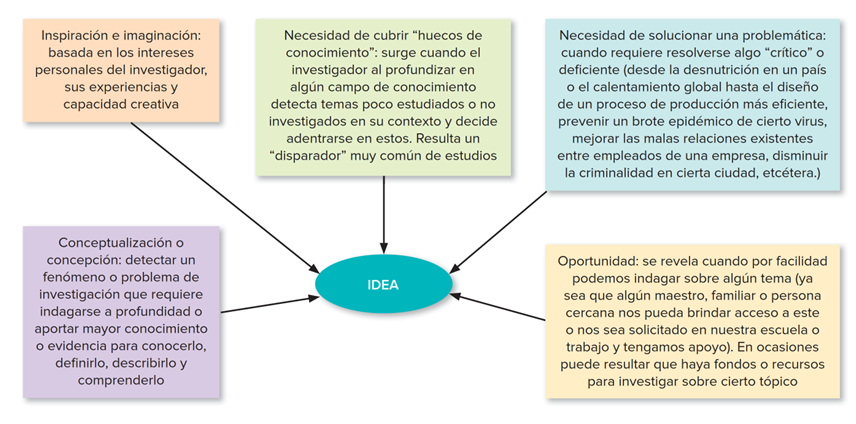 Inspiración e imaginación:
basada en los intereses
personales del investigador,
sus experiencias y
capacidad creativa
Necesidad de cubrir “huecos de
conocimiento”: surge cuando el
investigador al profundizar en
algún campo de conocimiento
detecta temas poco estudiados o no
investigados en su contexto y decide
adentrarse en estos. Resulta un
“disparador” muy común de estudios
Necesidad de solucionar una problemática:
cuando requiere resolverse algo “crítico” o
deficiente (desde la desnutrición en un país
o el calentamiento global hasta el diseño
de un proceso de producción más eficiente,
prevenir un brote epidémico de cierto virus,
mejorar las malas relaciones existentes
entre empleados de una empresa, disminuir
la criminalidad en cierta ciudad, etcétera.)
Conceptualización o
concepción: detectar un
fenómeno o problema de
investigación que requiere
indagarse a profundidad o
aportar mayor conocimiento
o evidencia para conocerlo,
definirlo, describirlo y
comprenderlo
IDEA
Oportunidad: se revela cuando por facilidad
podemos indagar sobre algún tema (ya
sea que algún maestro, familiar o persona
cercana nos pueda brindar acceso a este
o nos sea solicitado en nuestra escuela o
trabajo y tengamos apoyo). En ocasiones
puede resultar que haya fondos o recursos
para investigar sobre cierto tópico